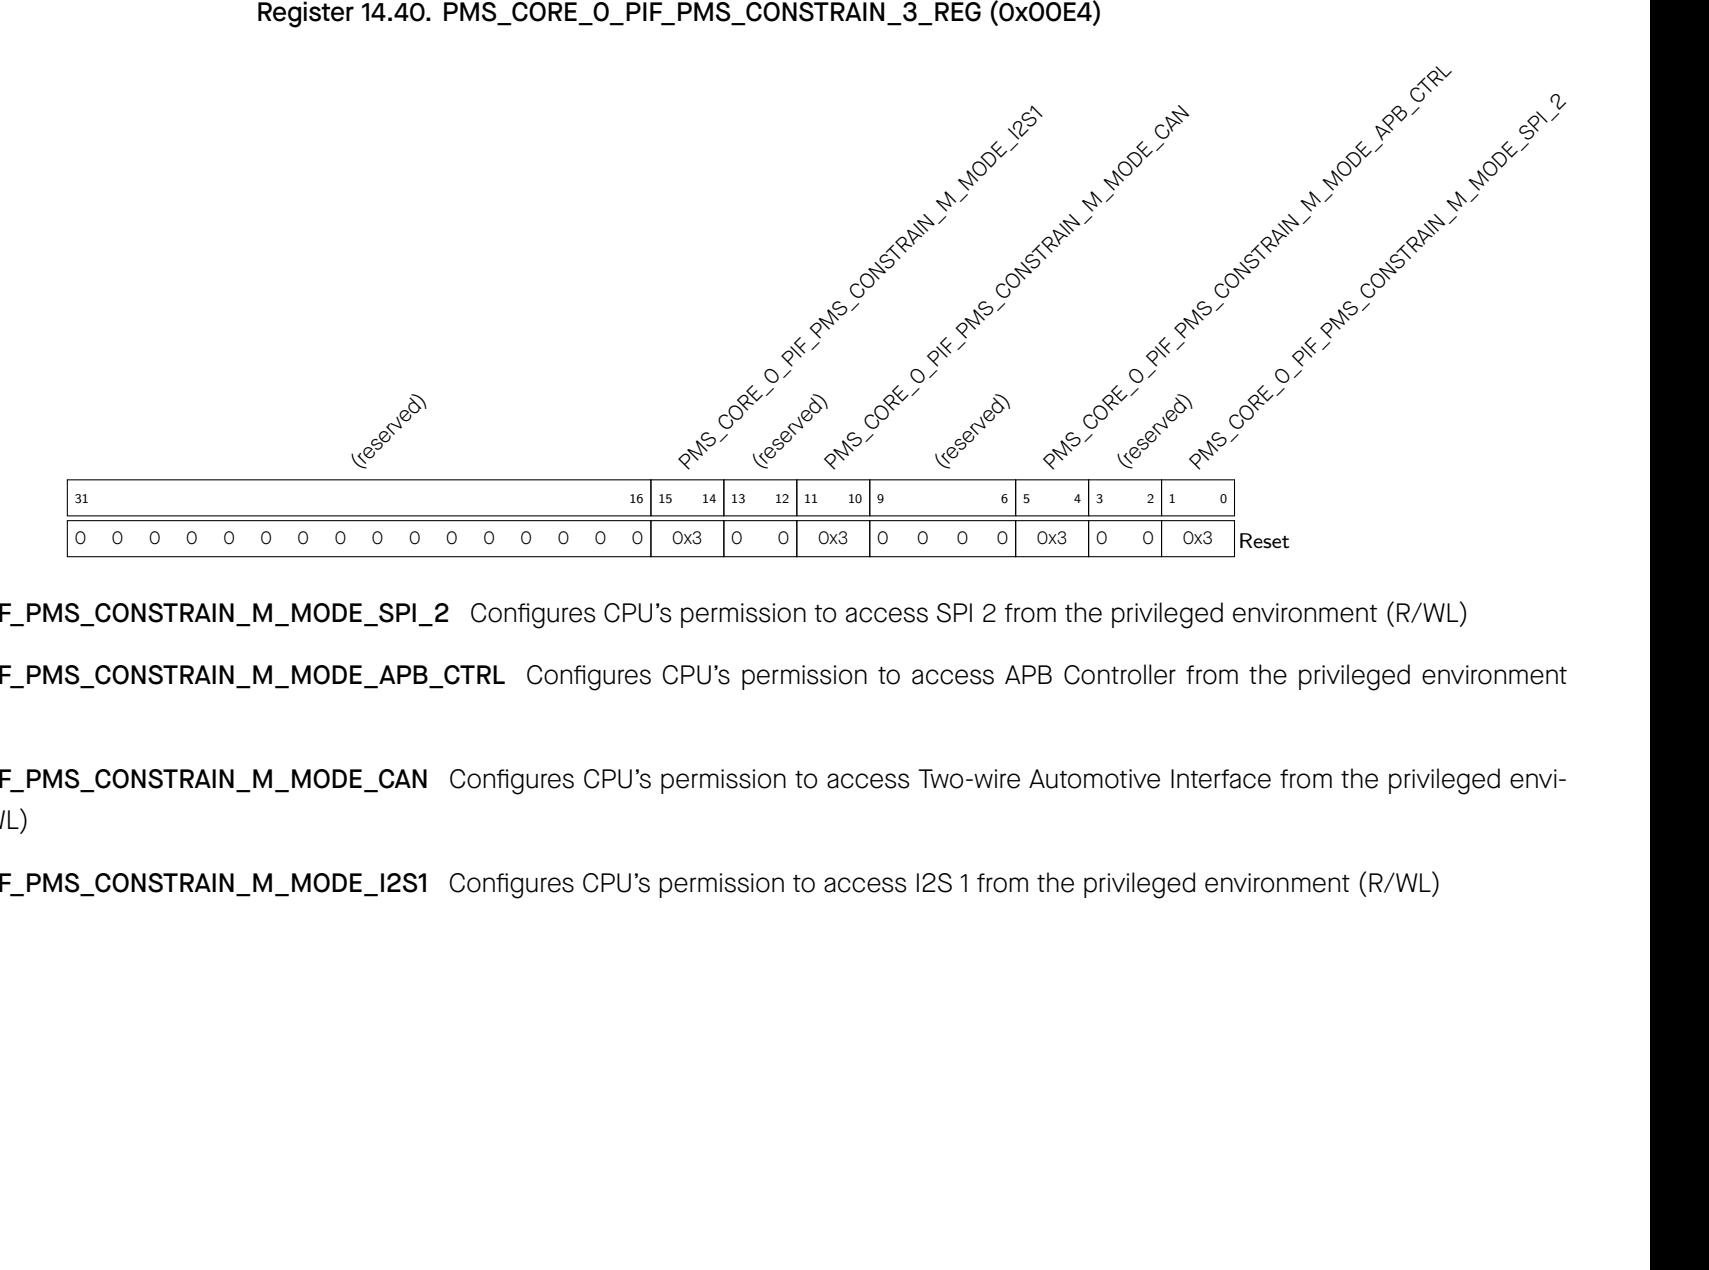 Register 14.40. PMS_CORE_0_PIF_PMS_CONSTRAIN_3_REG (0x00E4)
(reserved)
PMS_CORE_0_PIF_PMS_CONSTRAIN_M_MODE_I2S1
(reserved)
PMS_CORE_0_PIF_PMS_CONSTRAIN_M_MODE_CAN
(reserved)
PMS_CORE_0_PIF_PMS_CONSTRAIN_M_MODE_APB_CTRL
(reserved)
PMS_CORE_0_PIF_PMS_CONSTRAIN_M_MODE_SPI_2
31 16 15 14 13 12 11 10 9 6 5 4 3 2 1 0
0 0 0 0 0 0 0 0 0 0 0 0 0 0 0 0 0x3 0 0 0x3 0 0 0 0 0x3 0 0 0x3 Reset
F_PMS_CONSTRAIN_M_MODE_SPI_2 Configures CPU's permission to access SPI 2 from the privileged environment (R/WL)
F_PMS_CONSTRAIN_M_MODE_APB_CTRL Configures CPU's permission to access APB Controller from the privileged environment
F_PMS_CONSTRAIN_M_MODE_CAN Configures CPU's permission to access Two-wire Automotive Interface from the privileged envi-
/L)
F_PMS_CONSTRAIN_M_MODE_I2S1 Configures CPU's permission to access I2S 1 from the privileged environment (R/WL)